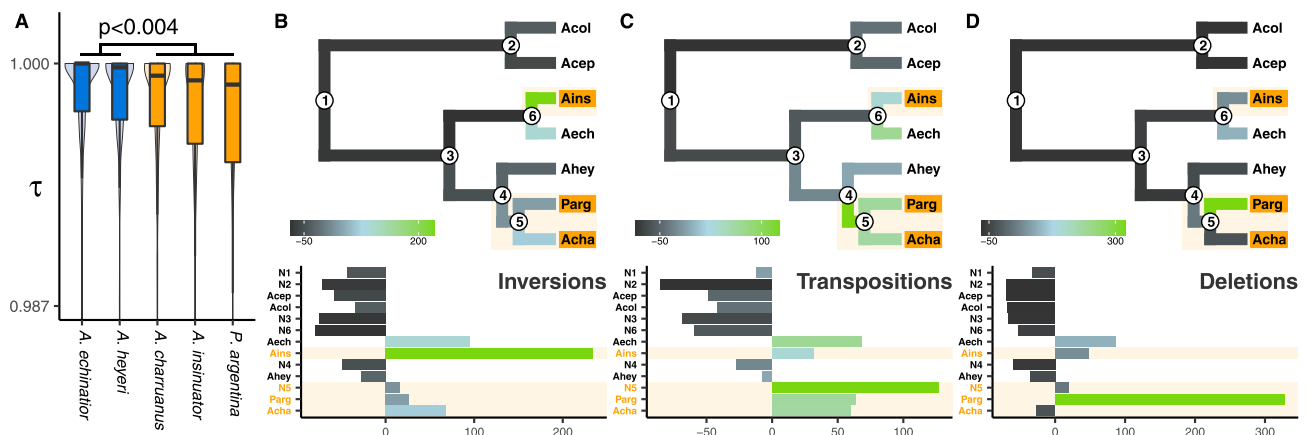 A
p<0.004
1.000
τ
0.987
A. echinatior
A. heyeri
A. charruanus
A. insinuator
P. argentina
B
Acol
Acep
Ains
Aech
Ahey
Parg
Acha
1
2
3
4
5
6
−50
200
Inversions
N1
N2
Acep
Acol
N3
N6
Aech
Ains
N4
Ahey
N5
Parg
Acha
0
100
200
C
Acol
Acep
Ains
Aech
Ahey
Parg
Acha
1
2
3
4
5
6
−50
100
Transpositions
N1
N2
Acep
Acol
N3
N6
Aech
Ains
N4
Ahey
N5
Parg
Acha
−50
0
50
100
D
Acol
Acep
Ains
Aech
Ahey
Parg
Acha
1
2
3
4
5
6
−50
300
Deletions
N1
N2
Acep
Acol
N3
N6
Aech
Ains
N4
Ahey
N5
Parg
Acha
0
100
200
300